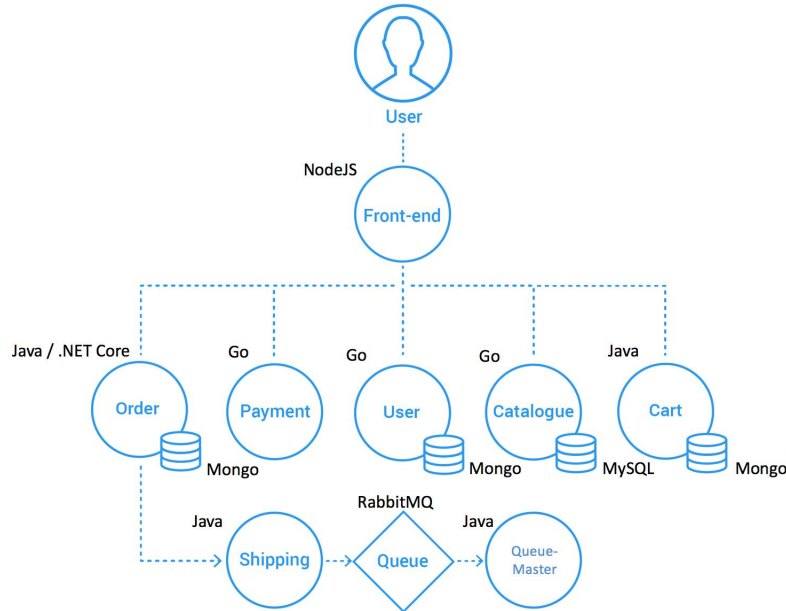 User
NodeJS
Front-end
Java / .NET Core
Go
Go
Go
Java
Order
Payment
User
Catalogue
Cart
Mongo
Mongo
MySQL
Mongo
RabbitMQ
Java
Java
Shipping
Queue
Queue-
Master